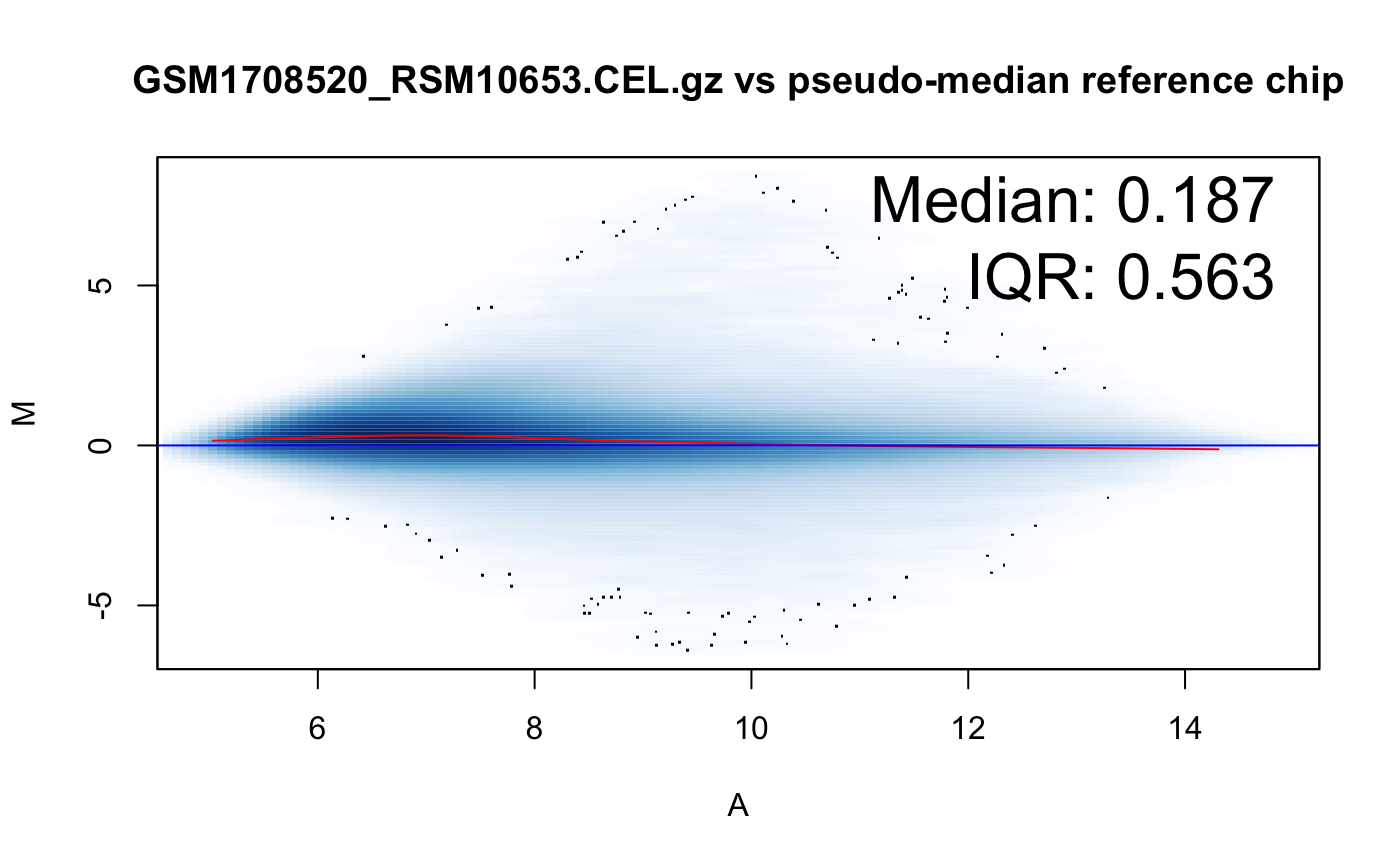 GSM1708520_RSM10653.CEL.gz vs pseudo-median reference chip
Median: 0.187
IQR: 0.563
5
0
-5
M
6 8 10 12 14
A